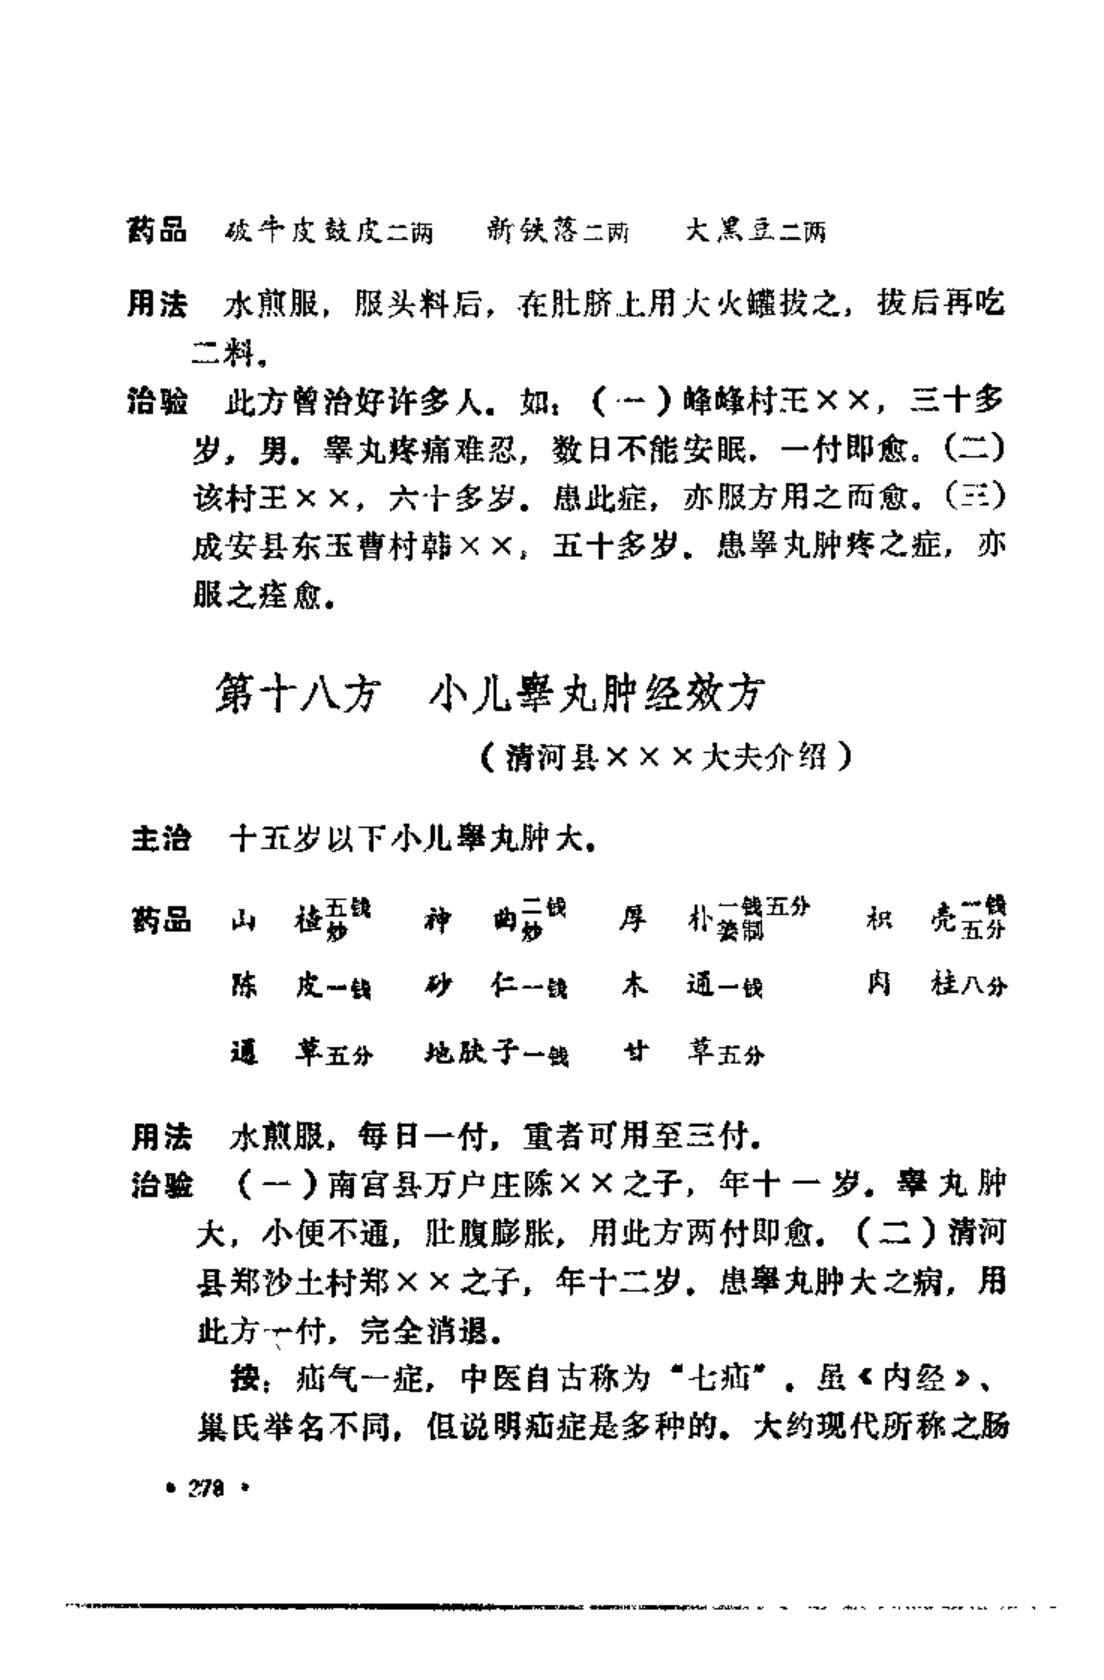 药品 破牛皮鼓皮二两 新铁落二两 大黑豆二两
用法 水煎服，服头料后，在肚脐上用大火罐拔之，拔后再吃
二料。
治验 此方曾治好许多人。如：（一）峰峰村王××，三十多
岁，男。睾丸疼痛难忍，数日不能安眠．一付即愈。（二）
该村王××，六十多岁．患此症，亦服方用之而愈。（三）
成安县东玉曹村韩××，五十多岁．患睾丸肿疼之症，亦
服之痊愈。
第十八方 小儿睾丸肿经效方
（清河县×××大夫介绍）
主治 十五岁以下小儿睾丸肿大。
药品 山楂五钱炒 神曲二钱炒 厚朴一钱五分姜制 枳壳一钱五分
陈皮一钱 砂仁一钱 木通一钱 肉桂八分
通草五分 地肤子一钱 甘草五分
用法 水煎服，每日一付，重者可用至三付．
治验 （一）南宫县万户庄陈××之子，年十一岁．睾丸肿
大，小便不通，肚腹膨胀，用此方两付即愈．（二）清河
县郑沙土村郑××之子，年十二岁．患睾丸肿大之病，用
此方一付，完全消退．
按：疝气一症，中医自古称为“七疝”．虽《内经》、
巢氏举名不同，但说明疝症是多种的。大约现代所称之肠
• 278 •